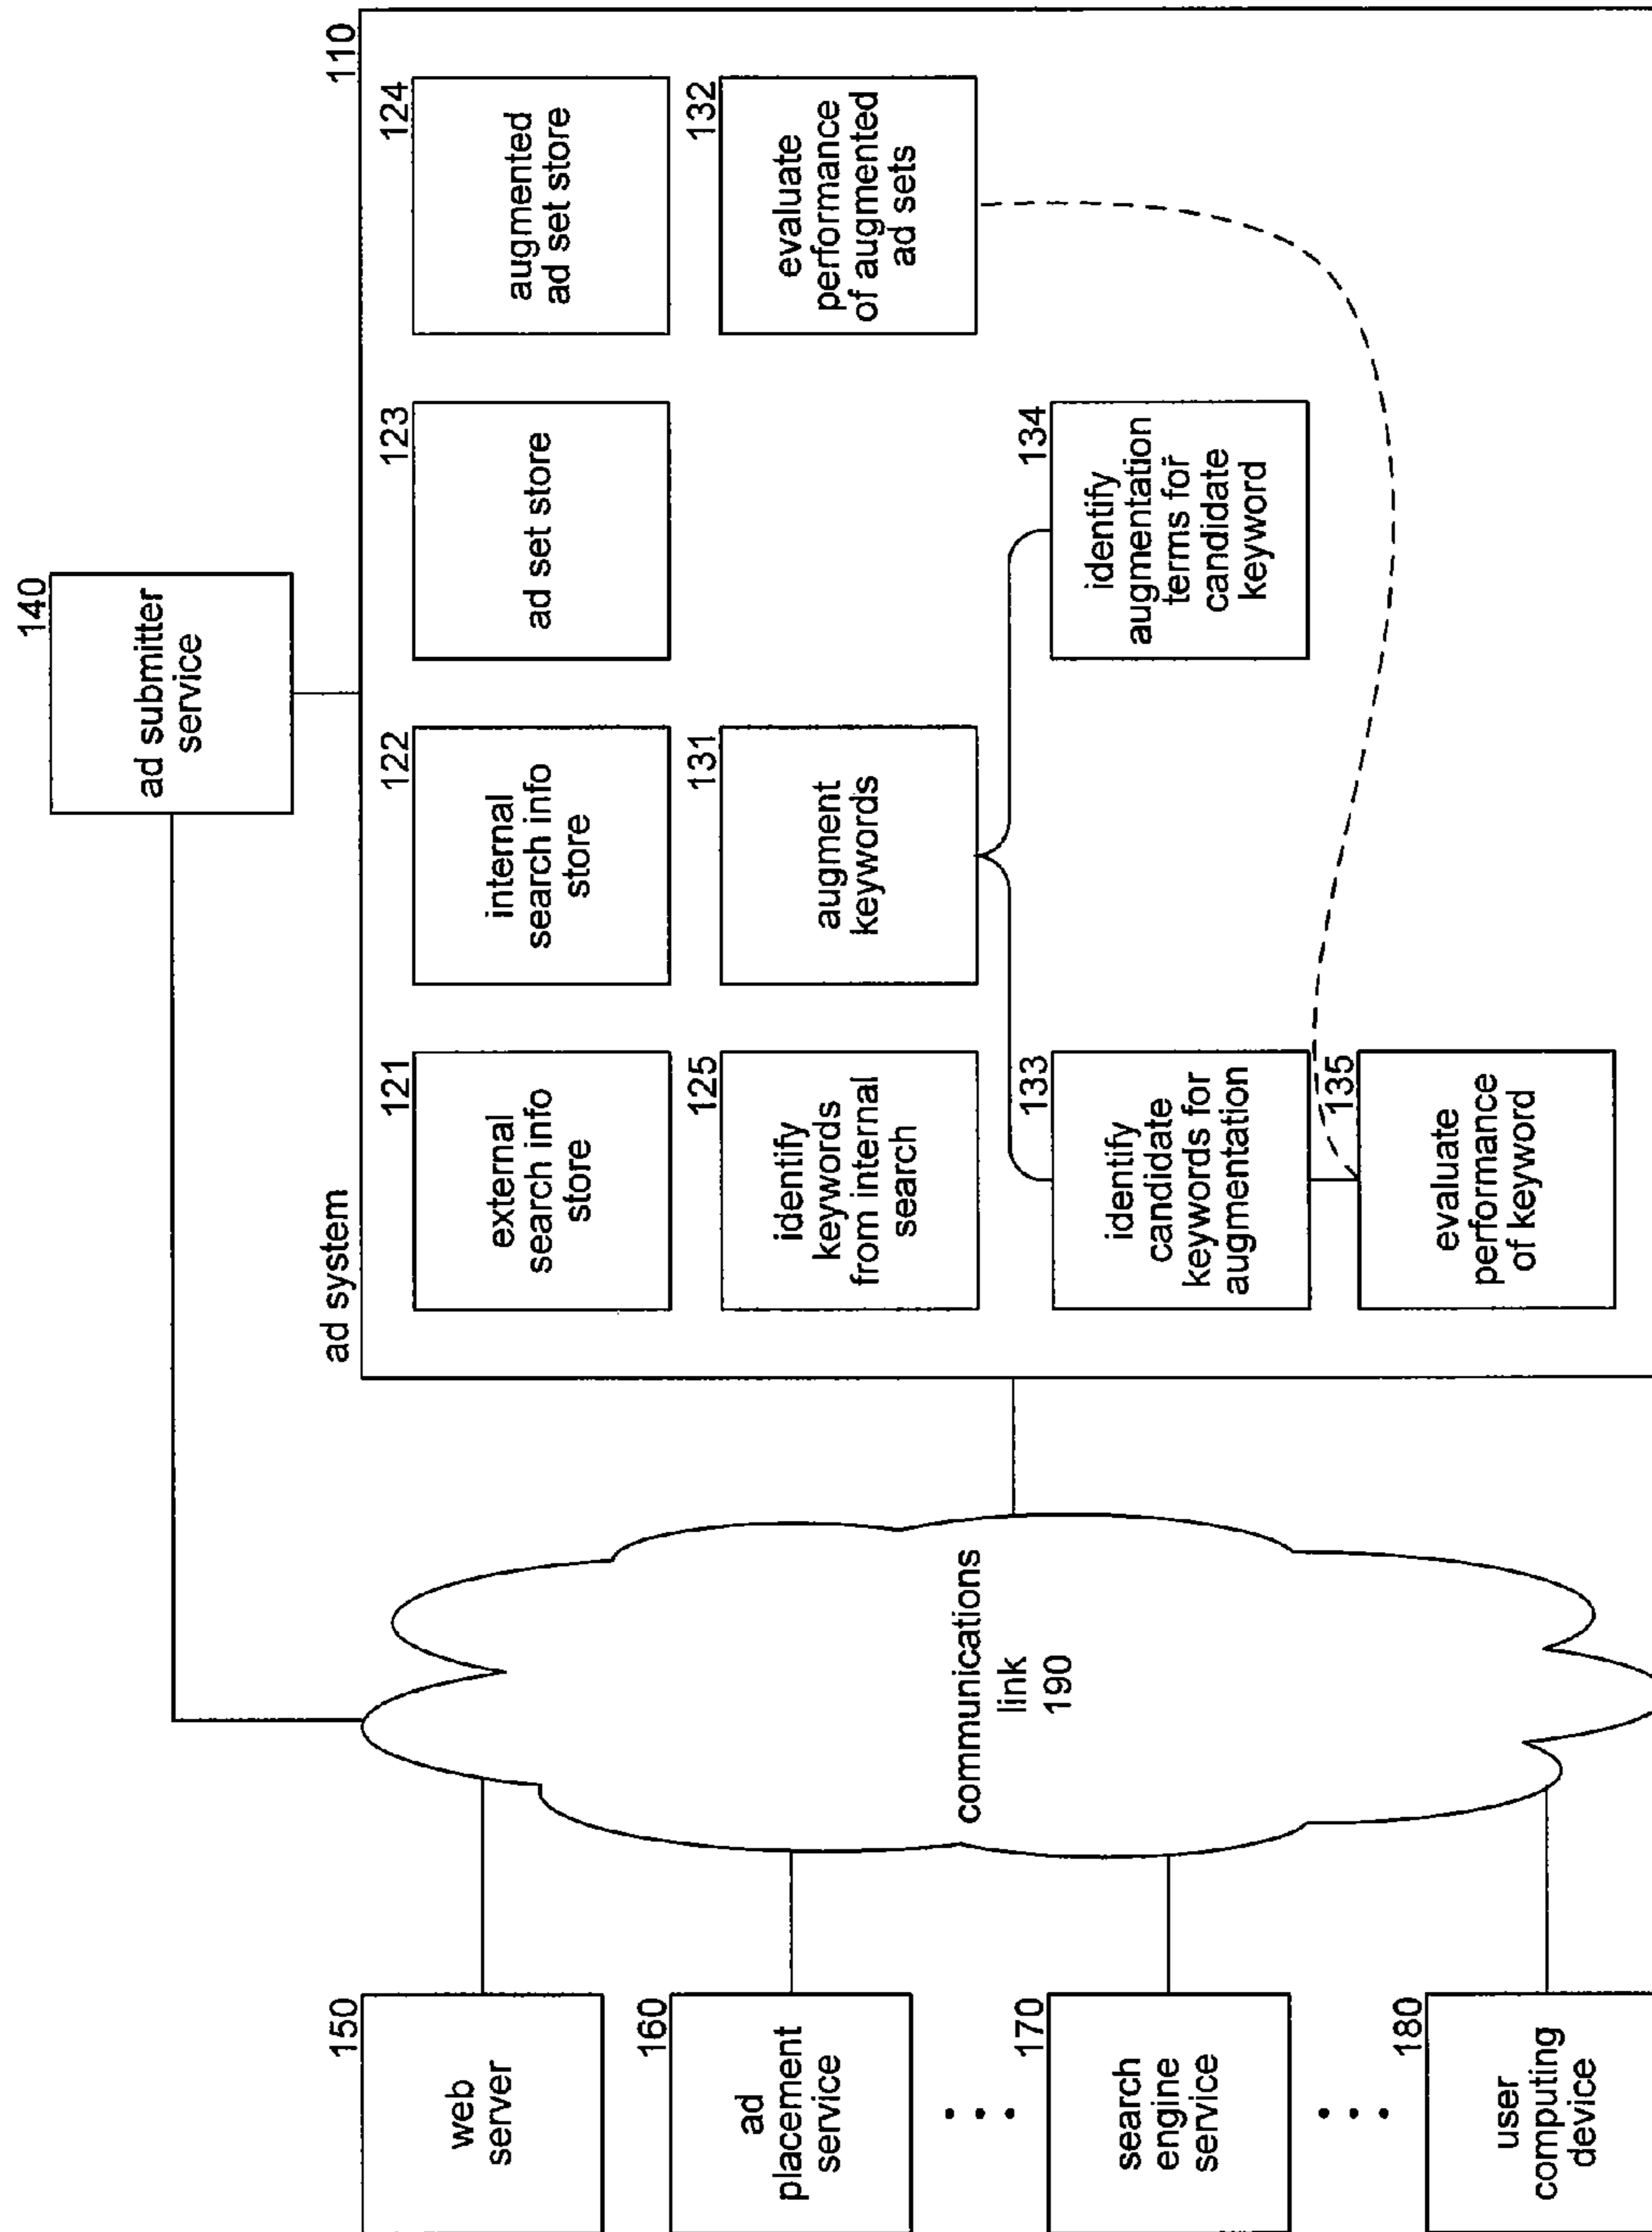 140
ad submitter
service
ad system
110
121
external
search info
store
122
internal
search info
store
123
ad set store
124
augmented
ad set store
125
identify
keywords
from internal
search
131
augment
keywords
132
evaluate
performance
of augmented
ad sets
133
identify
candidate
keywords for
augmentation
134
identify
augmentation
terms for
candidate
keyword
135
evaluate
performance
of keyword
communications
link
190
150
web
server
160
ad
placement
service
170
search
engine
service
180
user
computing
device